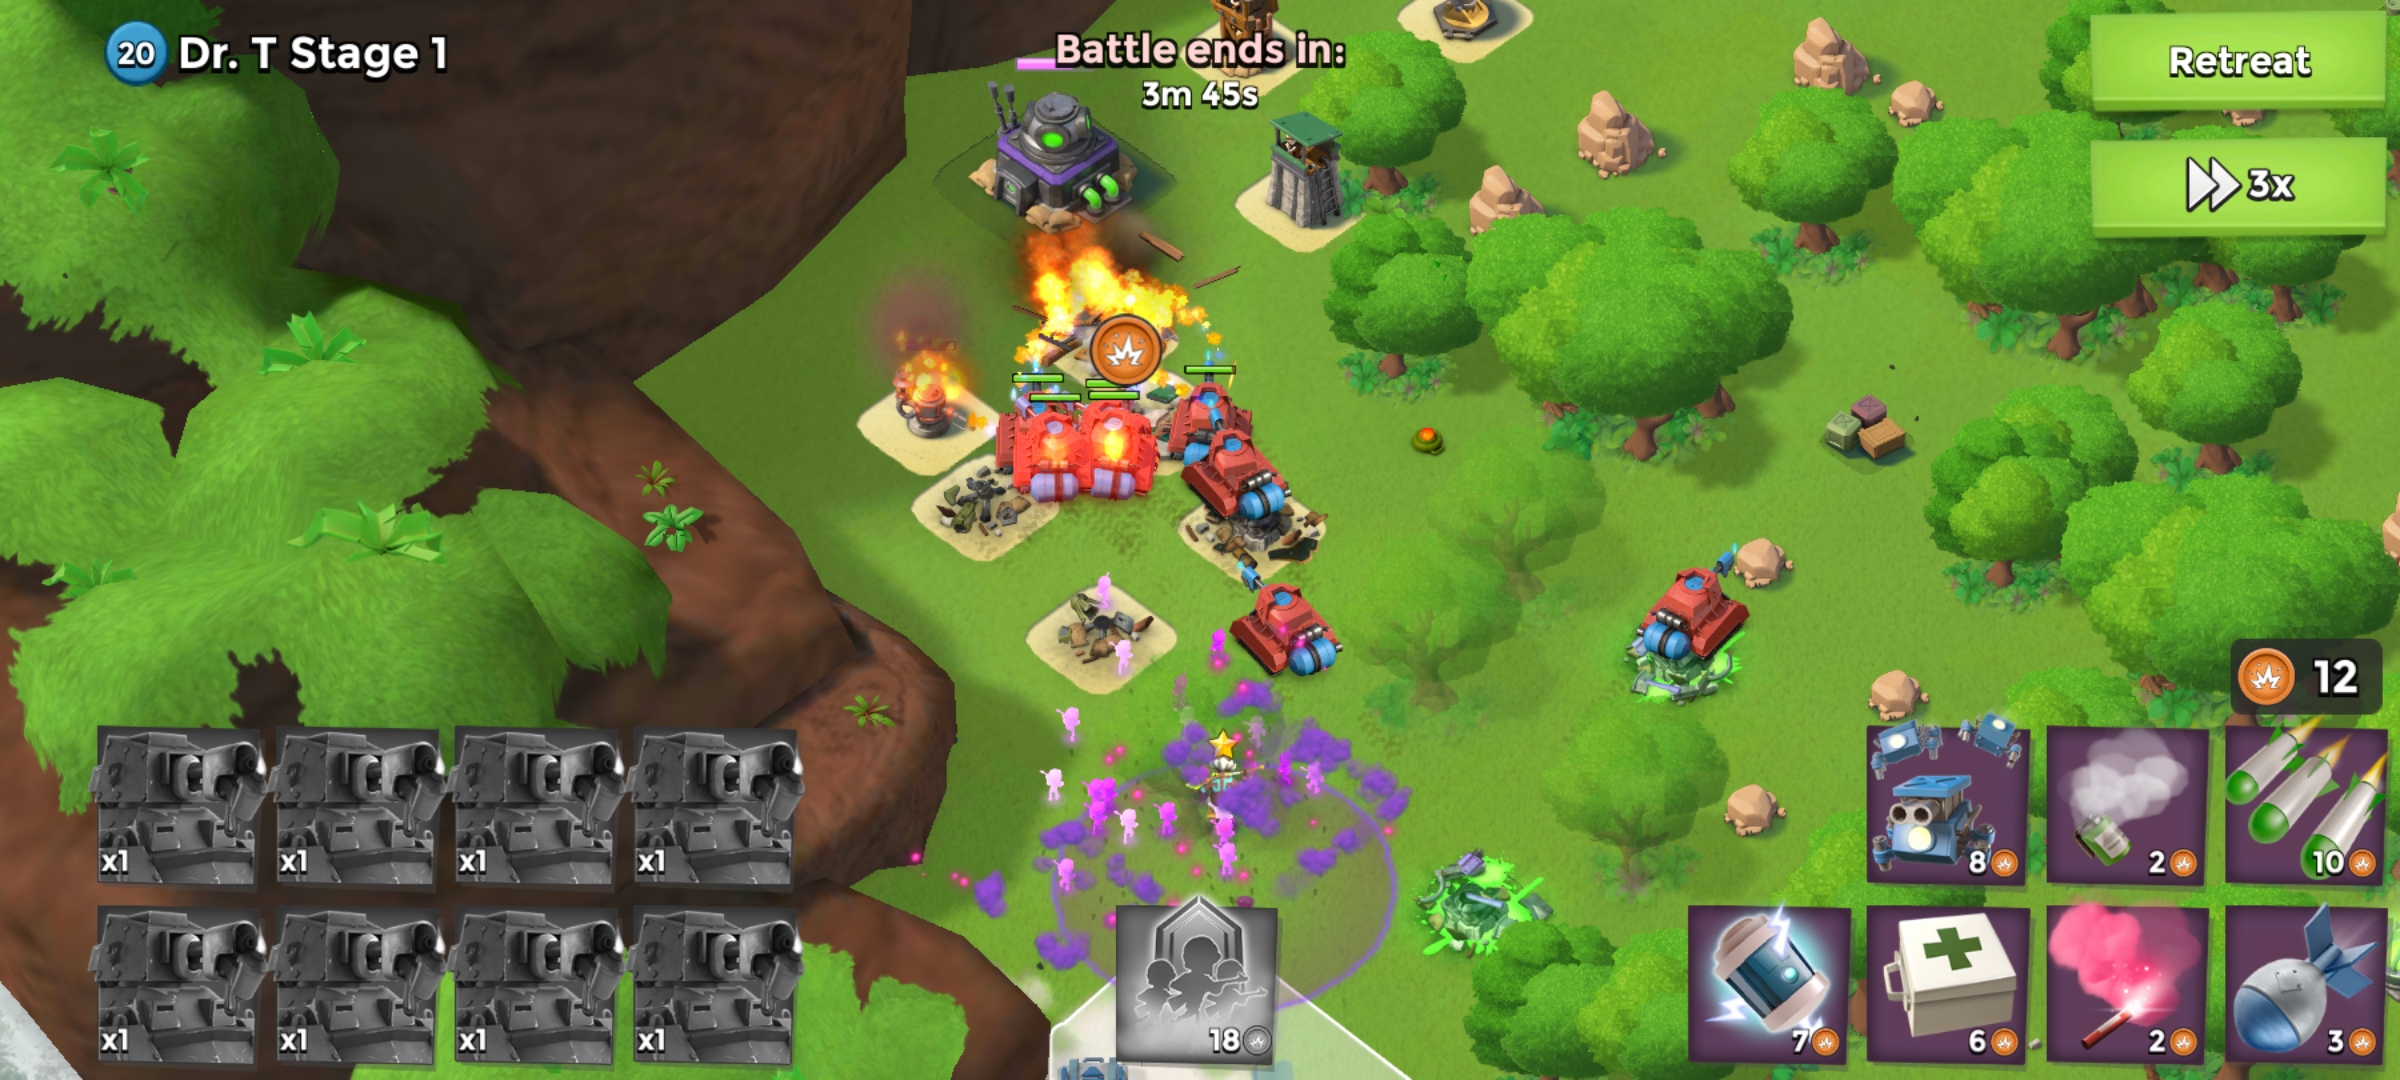 20 Dr. T Stage 1
Battle ends in:
3m 45s
Retreat
3x
12
8
2
10
x1
x1
x1
x1
x1
x1
x1
x1
18
7
6
2
3